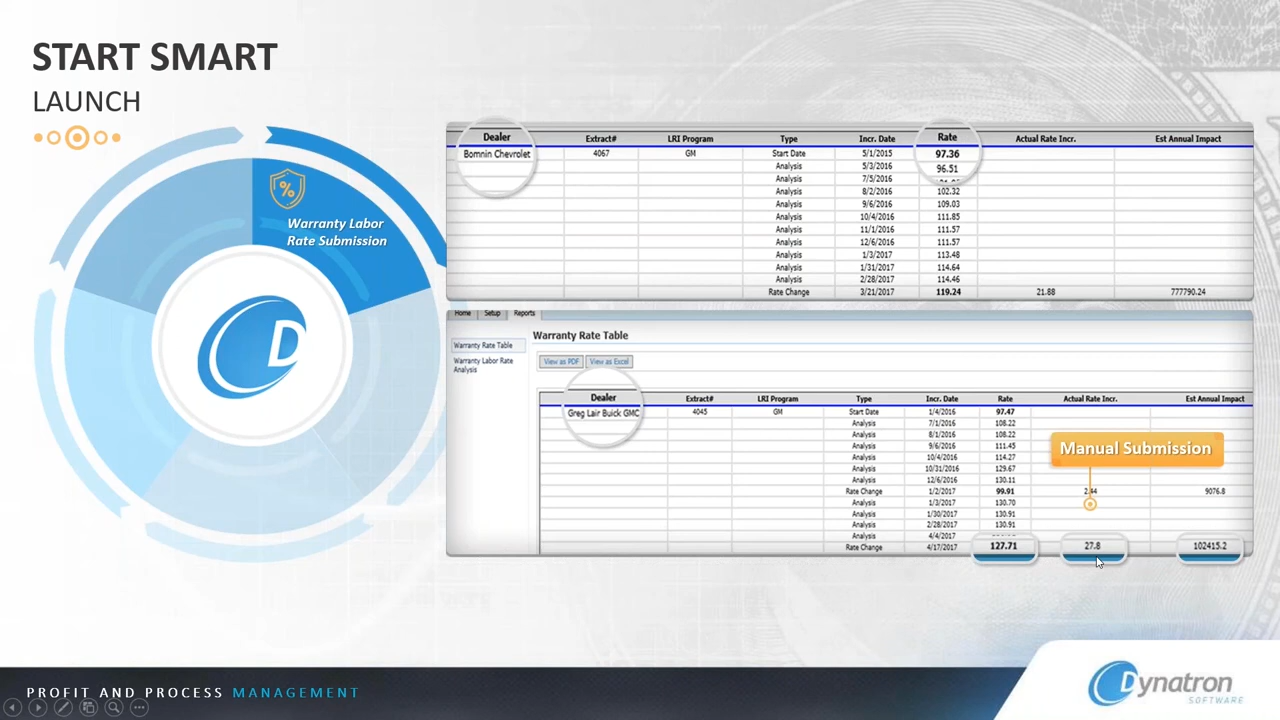 START SMART
LAUNCH
Warranty Labor
Rate Submission
D
Dealer Extract# LRI Program Type Incr. Date Rate Actual Rate Incr. Est Annual Impact
Bomnin Chevrolet 4067 GM Start Date 5/1/2015 97.36
Analysis 5/3/2016 96.51
Analysis 7/5/2016
Analysis 8/2/2016 102.32
Analysis 9/6/2016 109.03
Analysis 10/4/2016 111.85
Analysis 11/1/2016 111.57
Analysis 12/6/2016 111.57
Analysis 1/3/2017 113.48
Analysis 1/31/2017 114.64
Analysis 2/28/2017 114.46
Rate Change 3/21/2017 119.24 21.88 777790.24
Home Setup Reports
Warranty Rate Table
Warranty Labor Rate
Analysis
Warranty Rate Table
View as PDF View as Excel
Dealer Extract# LRI Program Type Incr. Date Rate Actual Rate Incr. Est Annual Impact
Greg Lair Buick GMC 4045 GM Start Date 1/4/2016 97.47
Analysis 7/1/2016 108.22
Analysis 8/1/2016 108.22
Analysis 9/6/2016 111.45
Analysis 10/4/2016 114.27
Analysis 10/31/2016 129.67
Analysis 12/6/2016 130.11
Rate Change 1/2/2017 99.91 2.44 9076.8
Analysis 1/3/2017 130.70
Analysis 1/30/2017 130.91
Analysis 2/28/2017 130.91
Analysis 4/4/2017
Rate Change 4/17/2017 127.71 27.8 102415.2
Manual Submission
PROFIT AND PROCESS MANAGEMENT
Dynatron
SOFTWARE